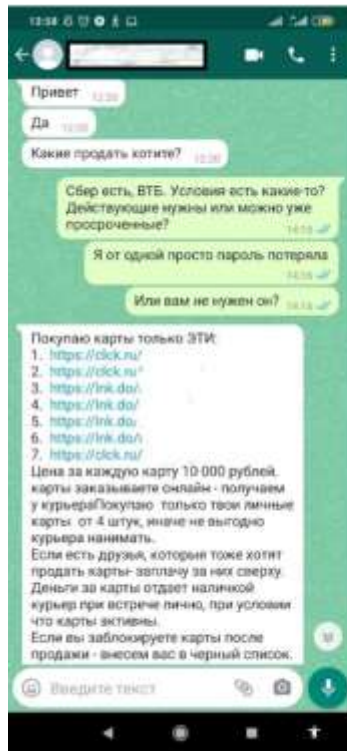 13:58
Привет
Да
Какие продать хотите?
Сбер есть, ВТБ. Условия есть какие-то?
Действующие нужны или можно уже
просроченные?
Я от одной просто пароль потеряла
Или вам не нужен он?
Покупаю карты только ЭТИ:
1. https://clck.ru/
2. https://clck.ru/
3. https://lnk.do/
4. https://lnk.do/
5. https://lnk.do/
6. https://lnk.do/
7. https://clck.ru/
Цена за каждую карту 10 000 рублей.
карты заказываете онлайн - получаем
у курьераПокупаю только твои личные
карты от 4 штук, иначе не выгодно
курьера нанимать.
Если есть друзья, которые тоже хотят
продать карты- заплачу за них сверху.
Деньги за карты отдает наличкой
курьер при встрече лично, при условии
что карты активны.
Если вы заблокируете карты после
продажи - внесем вас в черный список.
Введите текст